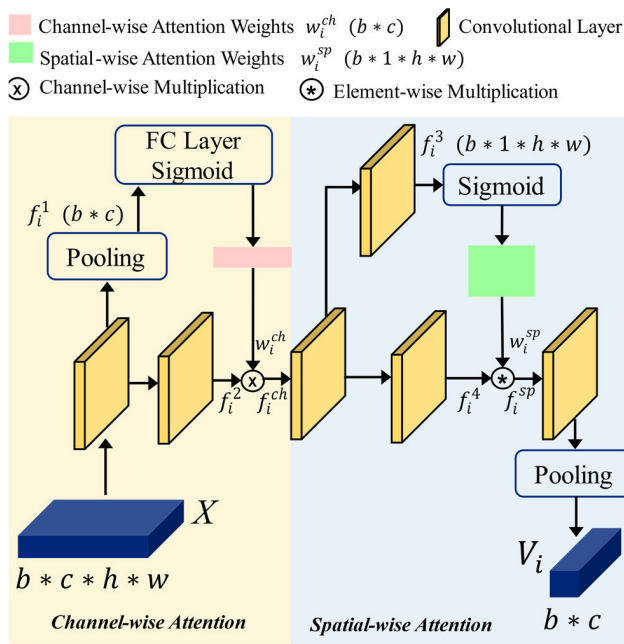 Channel-wise Attention Weights w_i^{ch} (b * c)
Convolutional Layer
Spatial-wise Attention Weights w_i^{sp} (b * 1 * h * w)
x Channel-wise Multiplication
* Element-wise Multiplication
FC Layer
Sigmoid
f_i^1 (b * c)
Pooling
w_i^{ch}
f_i^2
x
f_i^{ch}
X
b * c * h * w
Channel-wise Attention
f_i^3 (b * 1 * h * w)
Sigmoid
w_i^{sp}
f_i^4
*
f_i^{sp}
Pooling
V_i
b * c
Spatial-wise Attention